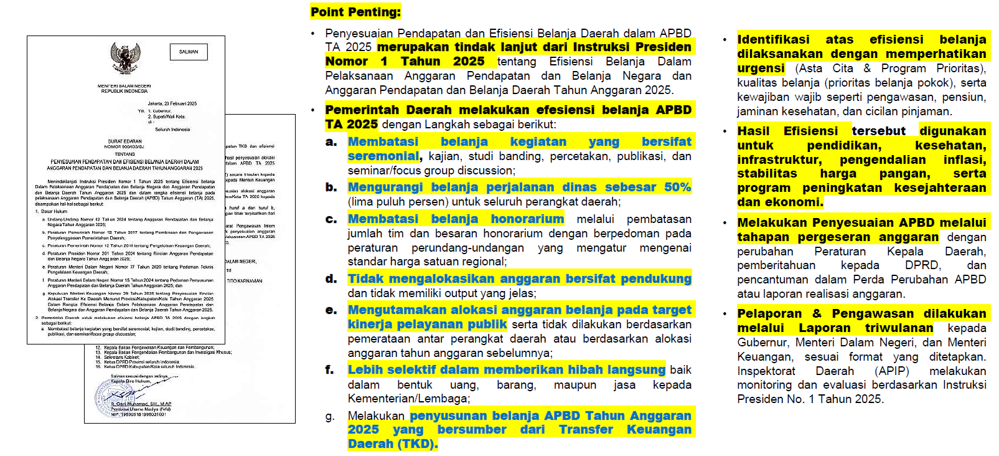 SALINAN
MENTERI DALAM NEGERI
REPUBLIK INDONESIA
Jakarta, 23 Februari 2025
Yth. 1. Gubernur,
2. Bupati/Wali Kota.
di -
Seluruh Indonesia
SURAT EDARAN
NOMOR 900/833/SJ
TENTANG
PENYESUAIAN PENDAPATAN DAN EFISIENSI BELANJA DAERAH DALAM
ANGGARAN PENDAPATAN DAN BELANJA DAERAH TAHUN ANGGARAN 2025
Menindaklanjuti Instruksi Presiden Nomor 1 Tahun 2025 tentang Efisiensi Belanja
Dalam Pelaksanaan Anggaran Pendapatan dan Belanja Negara dan Anggaran Pendapatan
dan Belanja Daerah Tahun Anggaran 2025 dan dalam rangka efisiensi belanja pada
pelaksanaan Anggaran Pendapatan dan Belanja Daerah (APBD) Tahun Anggaran (TA) 2025,
disampaikan hal-hal sebagai berikut:
1. Dasar Hukum
a. Undang-Undang Nomor 62 Tahun 2024 tentang Anggaran Pendapatan dan Belanja
Negara Tahun Anggaran 2025;
b. Peraturan Pemerintah Nomor 12 Tahun 2017 tentang Pembinaan dan Pengawasan
Penyelenggaraan Pemerintahan Daerah;
c. Peraturan Pemerintah Nomor 12 Tahun 2019 tentang Pengelolaan Keuangan Daerah;
d. Peraturan Presiden Nomor 201 Tahun 2024 tentang Rincian Anggaran Pendapatan
dan Belanja Negara Tahun Anggaran 2025;
e. Peraturan Menteri Dalam Negeri Nomor 77 Tahun 2020 tentang Pedoman Teknis
Pengelolaan Keuangan Daerah;
f. Peraturan Menteri Dalam Negeri Nomor 15 Tahun 2024 tentang Pedoman Penyusunan
Anggaran Pendapatan dan Belanja Daerah Tahun Anggaran 2025; dan
g. Keputusan Menteri Keuangan Nomor 29 Tahun 2025 tentang Penyesuaian Rincian
Alokasi Transfer Ke Daerah Menurut Provinsi/Kabupaten/Kota Tahun Anggaran 2025
Dalam Rangka Efisiensi Belanja Dalam Pelaksanaan Anggaran Pendapatan dan
Belanja Negara dan Anggaran Pendapatan dan Belanja Daerah Tahun Anggaran 2025.
2. Pemerintah Daerah untuk melakukan efisiensi belanja APBD TA 2025 dengan langkah
sebagai berikut:
a. Membatasi belanja kegiatan yang bersifat seremonial, kajian, studi banding, percetakan,
publikasi, dan seminar/focus group discussion;
TKD dan efisiensi
hasil penyesuaian alokasi
dalam APBD TA 2025
secara triwulan kepada
kepada Menteri Keuangan
alokasi anggaran
TA 2025 kepada
huruf a dan huruf b,
tidak terpisahkan dari
Pengawasan Intern
penyesuaian anggaran
APBD TA 2025
DALAM NEGERI,
ttd
TITO KARNAVIAN
12. Kepala Badan Pengawasan Keuangan dan Pembangunan;
13. Kepala Badan Pengendalian Pembangunan dan Investigasi Khusus;
14. Sekretaris Kabinet;
15. Ketua DPRD Provinsi seluruh Indonesia;
16. Ketua DPRD Kabupaten/Kota seluruh Indonesia.
Salinan sesuai dengan aslinya
Kepala Biro Hukum,
Pembina Utama Madya (IV/d)
Point Penting:
• Penyesuaian Pendapatan dan Efisiensi Belanja Daerah dalam APBD
TA 2025 merupakan tindak lanjut dari Instruksi Presiden
Nomor 1 Tahun 2025 tentang Efisiensi Belanja Dalam
Pelaksanaan Anggaran Pendapatan dan Belanja Negara dan
Anggaran Pendapatan dan Belanja Daerah Tahun Anggaran 2025.
• Pemerintah Daerah melakukan efesiensi belanja APBD
TA 2025 dengan Langkah sebagai berikut:
a. Membatasi belanja kegiatan yang bersifat
seremonial, kajian, studi banding, percetakan, publikasi, dan
seminar/focus group discussion;
b. Mengurangi belanja perjalanan dinas sebesar 50%
(lima puluh persen) untuk seluruh perangkat daerah;
c. Membatasi belanja honorarium melalui pembatasan
jumlah tim dan besaran honorarium dengan berpedoman pada
peraturan perundang-undangan yang mengatur mengenai
standar harga satuan regional;
d. Tidak mengalokasikan anggaran bersifat pendukung
dan tidak memiliki output yang jelas;
e. Mengutamakan alokasi anggaran belanja pada target
kinerja pelayanan publik serta tidak dilakukan berdasarkan
pemerataan antar perangkat daerah atau berdasarkan alokasi
anggaran tahun anggaran sebelumnya;
f. Lebih selektif dalam memberikan hibah langsung baik
dalam bentuk uang, barang, maupun jasa kepada
Kementerian/Lembaga;
g. Melakukan penyusunan belanja APBD Tahun Anggaran
2025 yang bersumber dari Transfer Keuangan
Daerah (TKD).
• Identifikasi atas efisiensi belanja
dilaksanakan dengan memperhatikan
urgensi (Asta Cita & Program Prioritas),
kualitas belanja (prioritas belanja pokok), serta
kewajiban wajib seperti pengawasan, pensiun,
jaminan kesehatan, dan cicilan pinjaman.
• Hasil Efisiensi tersebut digunakan
untuk pendidikan, kesehatan,
infrastruktur, pengendalian inflasi,
stabilitas harga pangan, serta
program peningkatan kesejahteraan
dan ekonomi.
• Melakukan Penyesuaian APBD melalui
tahapan pergeseran anggaran dengan
perubahan Peraturan Kepala Daerah,
pemberitahuan kepada DPRD, dan
pencantuman dalam Perda Perubahan APBD
atau laporan realisasi anggaran.
• Pelaporan & Pengawasan dilakukan
melalui Laporan triwulanan kepada
Gubernur, Menteri Dalam Negeri, dan Menteri
Keuangan, sesuai format yang ditetapkan.
Inspektorat Daerah (APIP) melakukan
monitoring dan evaluasi berdasarkan Instruksi
Presiden No. 1 Tahun 2025.